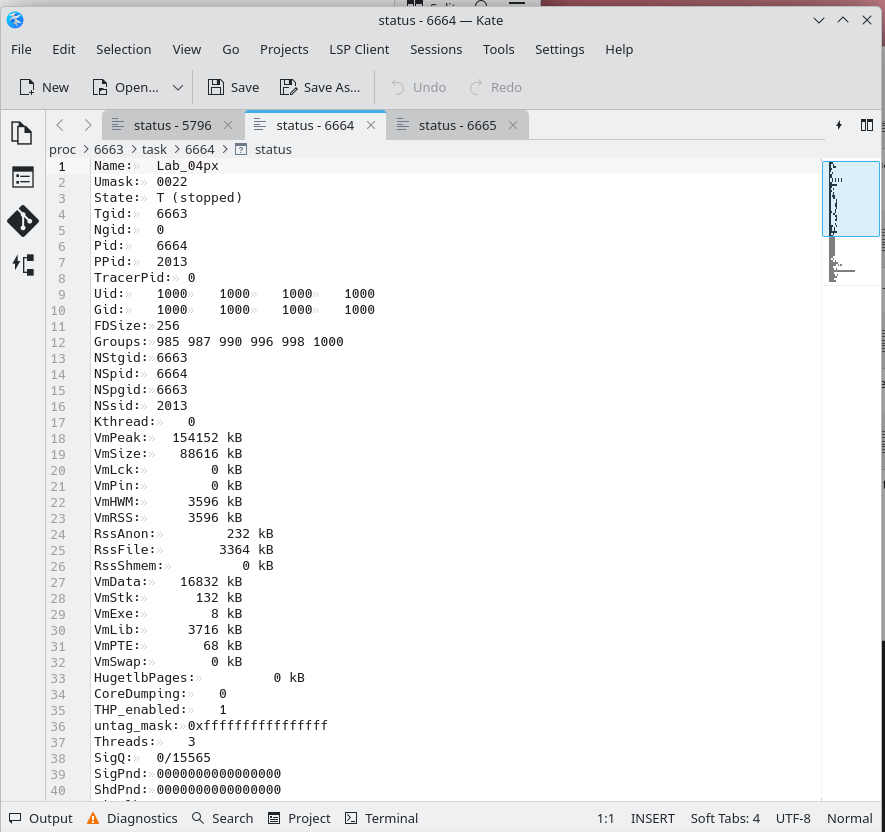 status - 6664 — Kate
File Edit Selection View Go Projects LSP Client Sessions Tools Settings Help
New Open... Save Save As... Undo Redo
status - 5796 status - 6664 status - 6665
proc > 6663 > task > 6664 > status
1 Name:» Lab_04px
2 Umask:» 0022
3 State:» T (stopped)
4 Tgid:» 6663
5 Ngid:» 0
6 Pid:» 6664
7 PPid:» 2013
8 TracerPid:» 0
9 Uid:» 1000» 1000» 1000» 1000
10 Gid:» 1000» 1000» 1000» 1000
11 FDSize:»256
12 Groups:»985 987 990 996 998 1000
13 NStgid:»6663
14 NSpid:» 6664
15 NSpgid:»6663
16 NSsid:» 2013
17 Kthread:» 0
18 VmPeak:» 154152 kB
19 VmSize:» 88616 kB
20 VmLck:» 0 kB
21 VmPin:» 0 kB
22 VmHWM:» 3596 kB
23 VmRSS:» 3596 kB
24 RssAnon:» 232 kB
25 RssFile:» 3364 kB
26 RssShmem:» 0 kB
27 VmData:» 16832 kB
28 VmStk:» 132 kB
29 VmExe:» 8 kB
30 VmLib:» 3716 kB
31 VmPTE:» 68 kB
32 VmSwap:» 0 kB
33 HugetlbPages:» 0 kB
34 CoreDumping:» 0
35 THP_enabled:» 1
36 untag_mask:»0xffffffffffffffff
37 Threads:» 3
38 SigQ:» 0/15565
39 SigPnd:»0000000000000000
40 ShdPnd:»0000000000000000
Output Diagnostics Search Project Terminal 1:1 INSERT Soft Tabs: 4 UTF-8 Normal